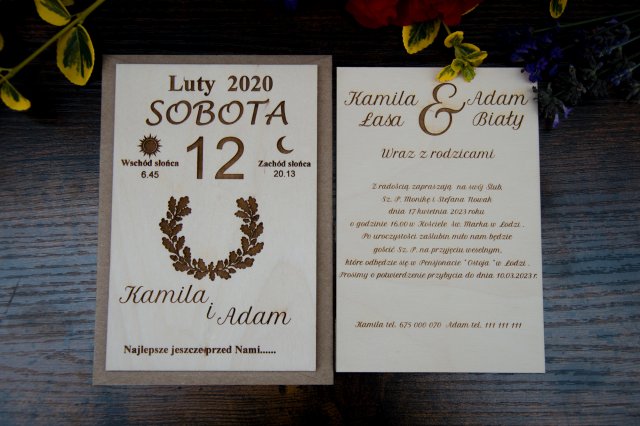 Luty 2020
SOBOTA
Wschód słońca
6.45
12
Zachód słońca
20.13
Kamila
i Adam
Najlepsze jeszcze przed Nami......
Kamila & Adam
Łasa Biały
Wraz z rodzicami
Z radością zapraszają na swój Ślub,
Sz. P. Monikę i Stefana Nowak
dnia 17 kwietnia 2023 roku
o godzinie 16.00 w Kościele św. Marka w Łodzi .
Po uroczystości zaślubin miło nam będzie
gościć Sz. P. na przyjęciu weselnym,
które odbędzie się w Pensjonacie "Ostoja "w Łodzi .
Prosimy o potwierdzenie przybycia do dnia 10.03.2023 r.
Kamila tel. 675 000 070 Adam tel. 111 111 111